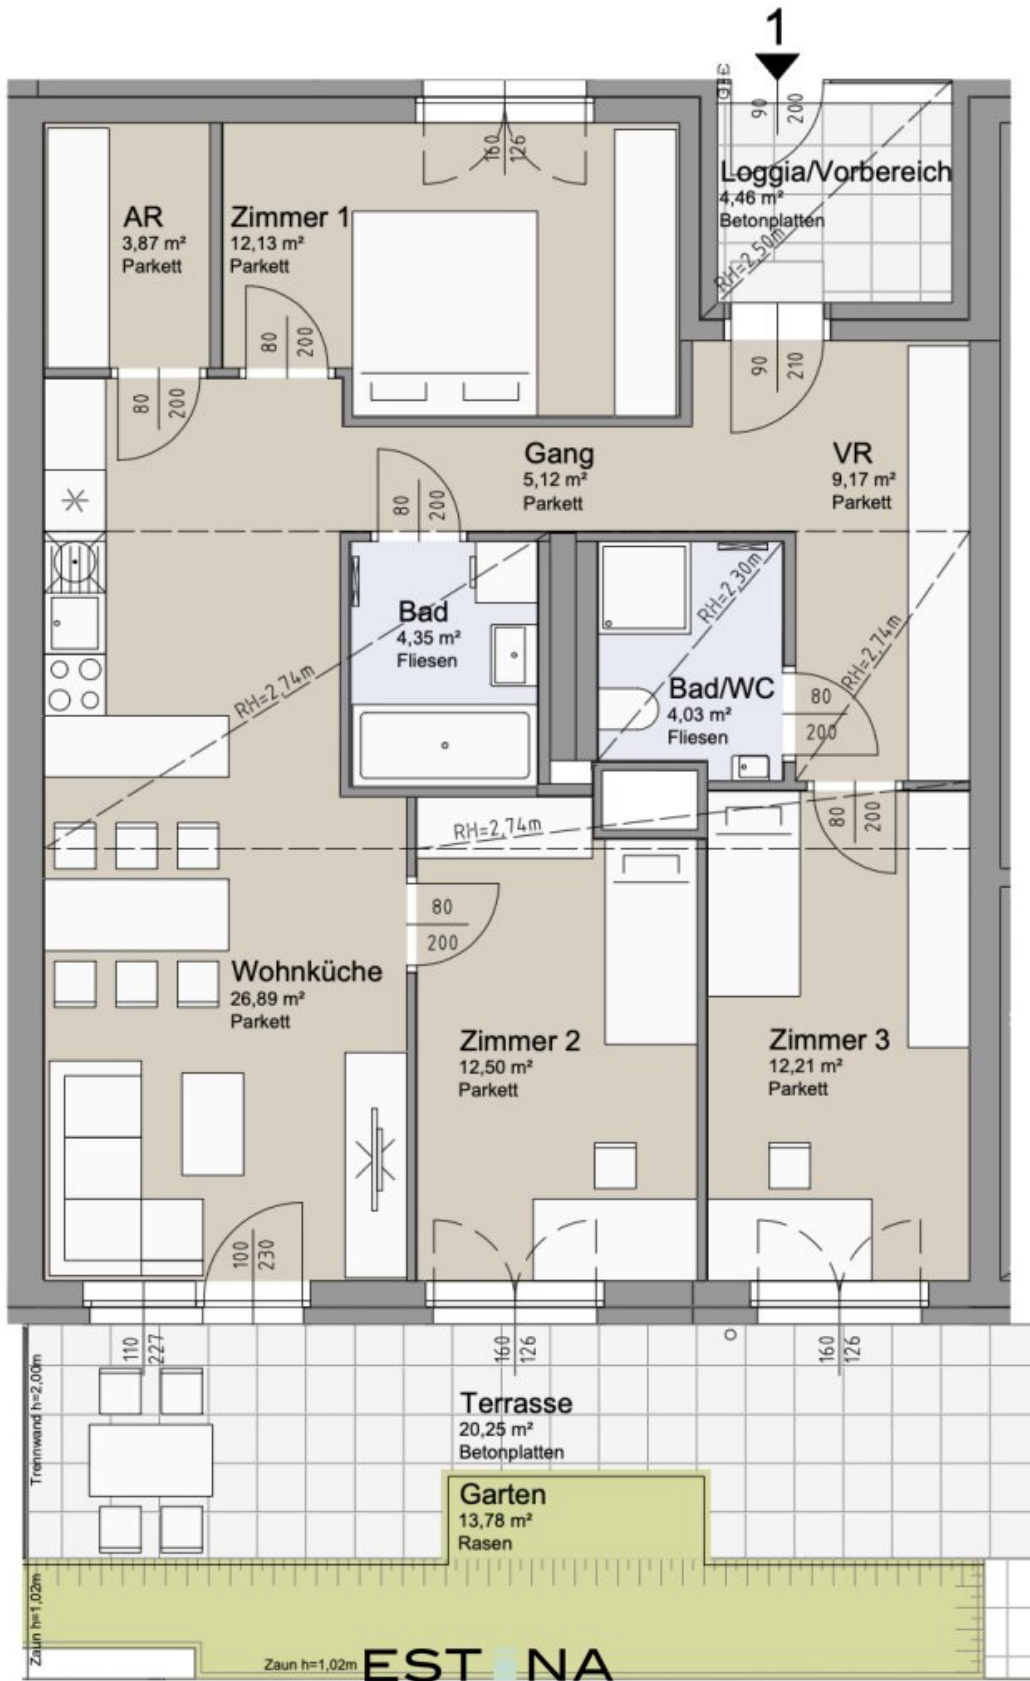 1
90
200
Loggia/Vorbereich
4,46 m²
Betonplatten
RH=2,50m
160
126
AR
3,87 m²
Parkett
Zimmer 1
12,13 m²
Parkett
80
200
80
200
90
210
Gang
5,12 m²
Parkett
VR
9,17 m²
Parkett
80
200
Bad
4,35 m²
Fliesen
RH=2,30m
RH=2,74m
RH=2,74m
Bad/WC
4,03 m²
Fliesen
80
200
RH=2,74m
80
200
80
200
Wohnküche
26,89 m²
Parkett
Zimmer 2
12,50 m²
Parkett
Zimmer 3
12,21 m²
Parkett
100
230
110
227
160
126
160
126
Trennwand h=2,00m
Terrasse
20,25 m²
Betonplatten
Garten
13,78 m²
Rasen
Zaun h=1,02m
Zaun h=1,02m
EST NA